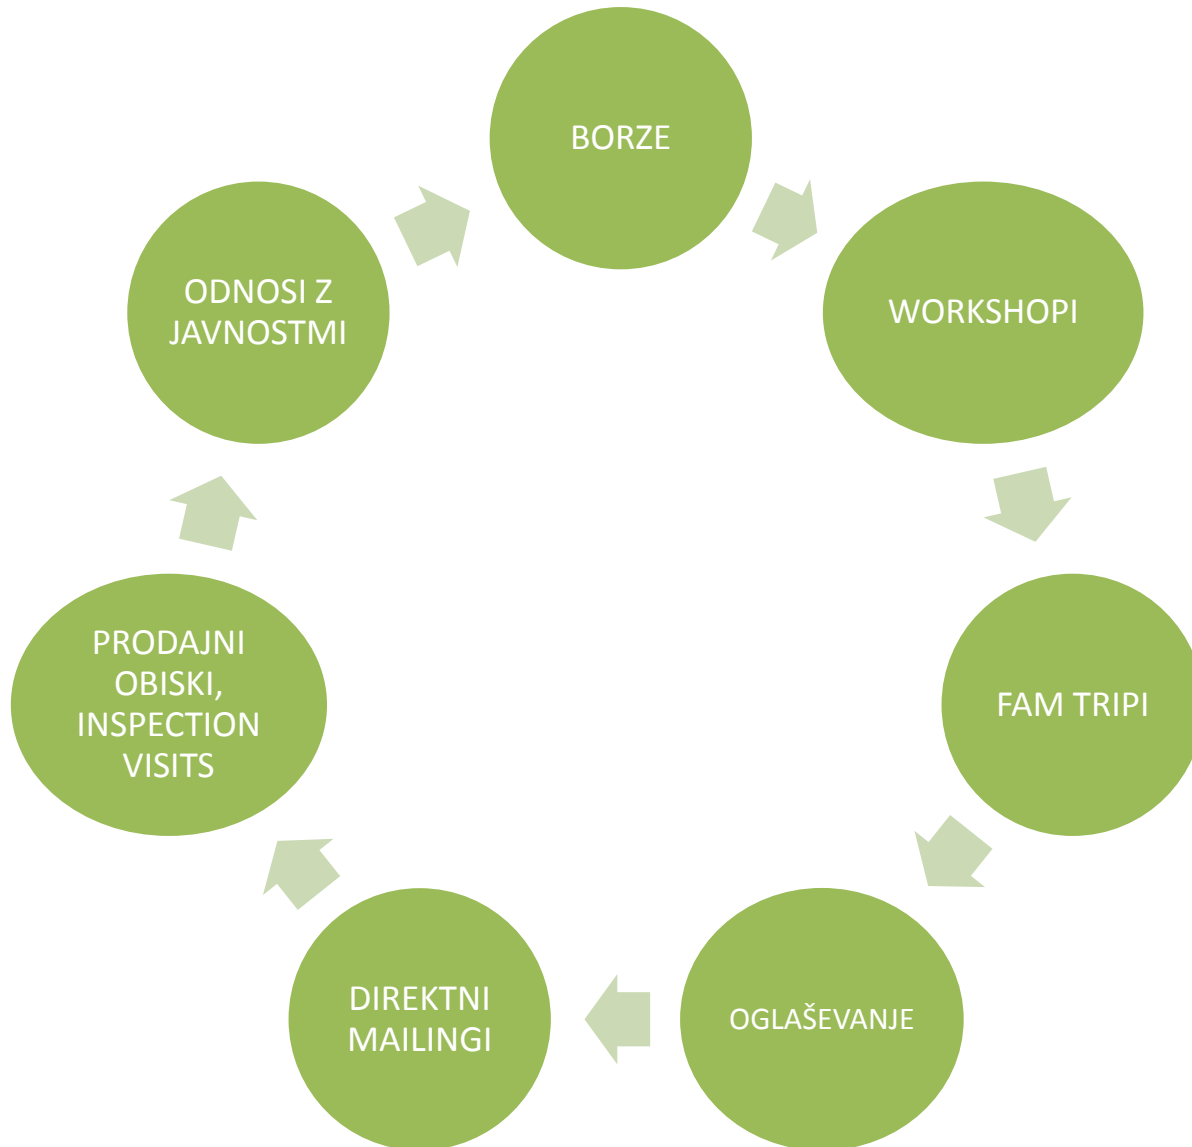 BORZE
WORKSHOPI
FAM TRIPI
OGLAŠEVANJE
DIREKTNI
MAILINGI
PRODAJNI
OBISKI,
INSPECTION
VISITS
ODNOSI Z
JAVNOSTMI